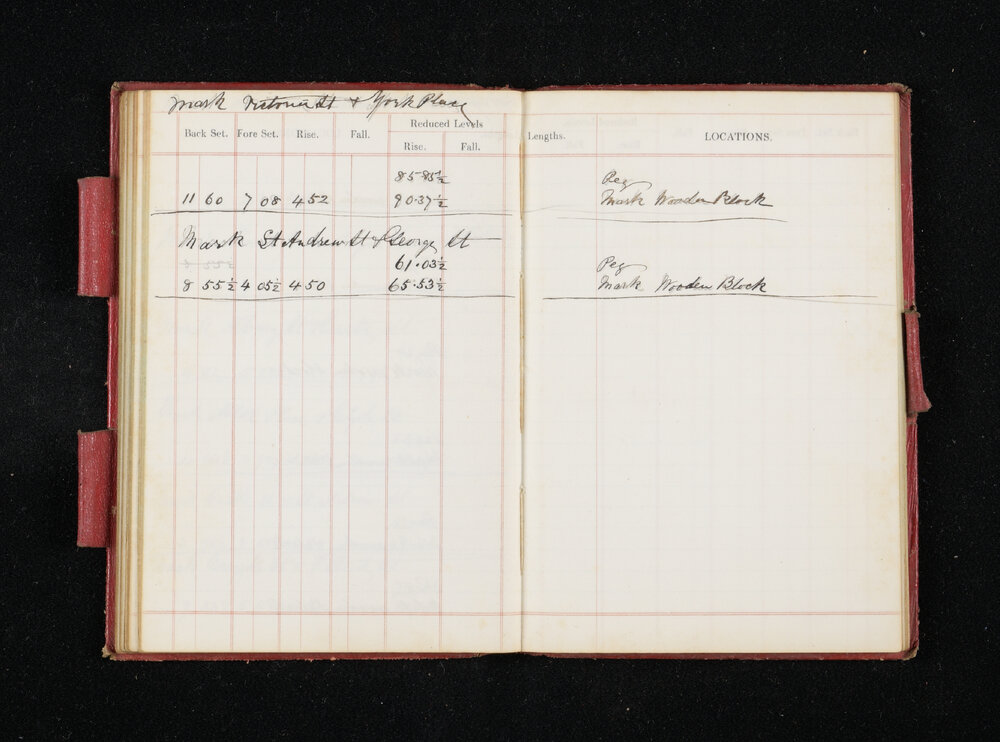 Mark Victoria St & York Place
Back Set. Fore Set. Rise. Fall. Reduced Levels Lengths. LOCATIONS.
Rise. Fall.
85·85½ Peg
11 60 7 08 4 52 90·37½ Mark Wooden Block
Mark St Andrew St & George St
61·03½ Peg
8 55½ 4 05½ 4 50 65·53½ Mark Wooden Block